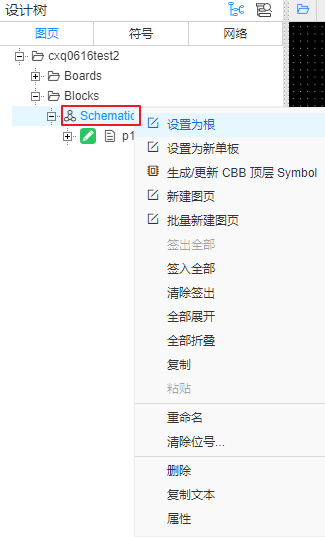 设计树
图页 符号 网络
cxq0616test2
Boards
Blocks
Schematic
p1
设置为根
设置为新单板
生成/更新 CBB 顶层 Symbol
新建图页
批量新建图页
签出全部
签入全部
清除签出
全部展开
全部折叠
复制
粘贴
重命名
清除位号...
删除
复制文本
属性